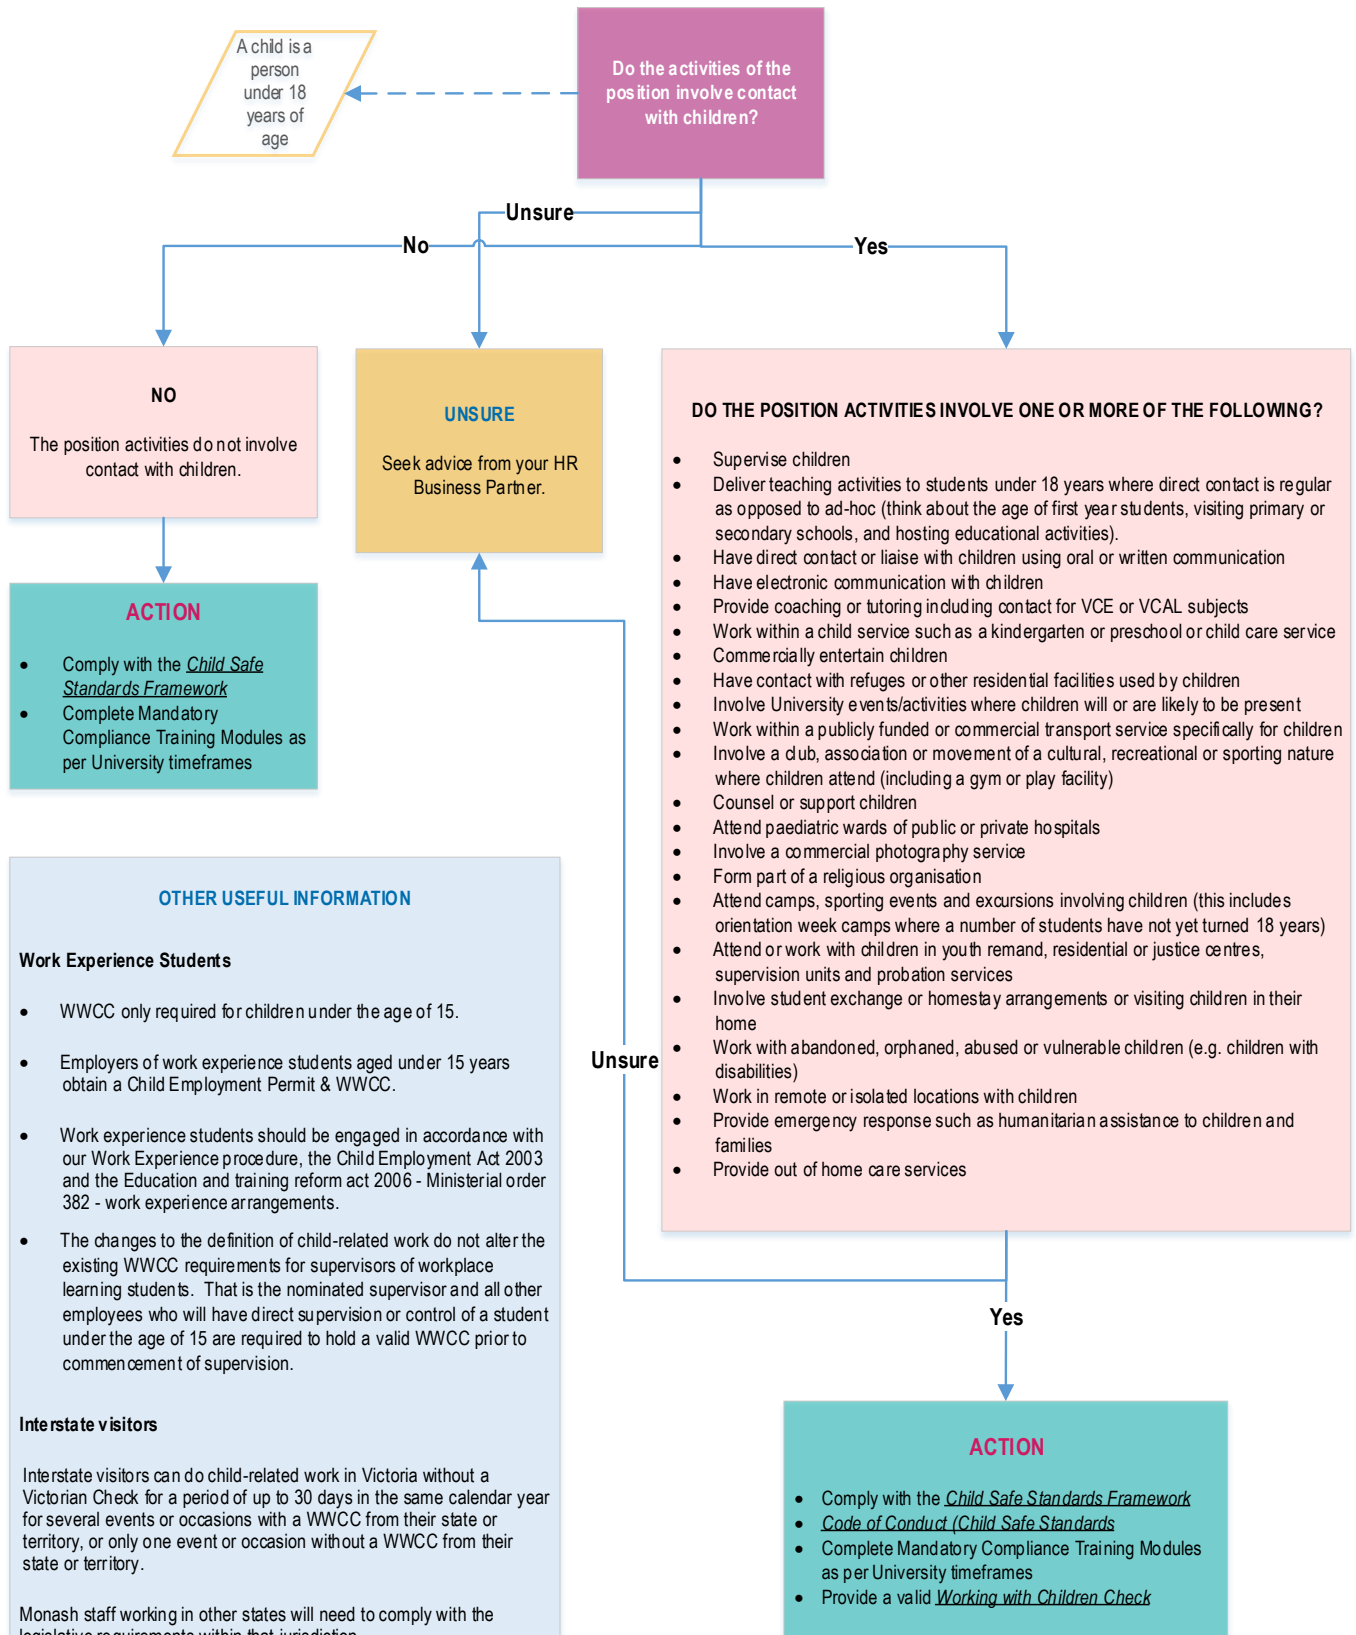 A child is a
person
under 18
years of
age
Do the activities of the
position involve contact
with children?
Unsure
No
Yes
NO
The position activities do not involve
contact with children.
UNSURE
Seek advice from your HR
Business Partner.
ACTION
• Comply with the Child Safe
Standards Framework
• Complete Mandatory
Compliance Training Modules as
per University timeframes
DO THE POSITION ACTIVITIES INVOLVE ONE OR MORE OF THE FOLLOWING?
• Supervise children
• Deliver teaching activities to students under 18 years where direct contact is regular
as opposed to ad-hoc (think about the age of first year students, visiting primary or
secondary schools, and hosting educational activities).
• Have direct contact or liaise with children using oral or written communication
• Have electronic communication with children
• Provide coaching or tutoring including contact for VCE or VCAL subjects
• Work within a child service such as a kindergarten or preschool or child care service
• Commercially entertain children
• Have contact with refuges or other residential facilities used by children
• Involve University events/activities where children will or are likely to be present
• Work within a publicly funded or commercial transport service specifically for children
• Involve a club, association or movement of a cultural, recreational or sporting nature
where children attend (including a gym or play facility)
• Counsel or support children
• Attend paediatric wards of public or private hospitals
• Involve a commercial photography service
• Form part of a religious organisation
• Attend camps, sporting events and excursions involving children (this includes
orientation week camps where a number of students have not yet turned 18 years)
• Attend or work with children in youth remand, residential or justice centres,
supervision units and probation services
• Involve student exchange or homestay arrangements or visiting children in their
home
• Work with abandoned, orphaned, abused or vulnerable children (e.g. children with
disabilities)
• Work in remote or isolated locations with children
• Provide emergency response such as humanitarian assistance to children and
families
• Provide out of home care services
Unsure
Yes
OTHER USEFUL INFORMATION
Work Experience Students
• WWCC only required for children under the age of 15.
• Employers of work experience students aged under 15 years
obtain a Child Employment Permit & WWCC.
• Work experience students should be engaged in accordance with
our Work Experience procedure, the Child Employment Act 2003
and the Education and training reform act 2006 - Ministerial order
382 - work experience arrangements.
• The changes to the definition of child-related work do not alter the
existing WWCC requirements for supervisors of workplace
learning students. That is the nominated supervisor and all other
employees who will have direct supervision or control of a student
under the age of 15 are required to hold a valid WWCC prior to
commencement of supervision.
Interstate visitors
Interstate visitors can do child-related work in Victoria without a
Victorian Check for a period of up to 30 days in the same calendar year
for several events or occasions with a WWCC from their state or
territory, or only one event or occasion without a WWCC from their
state or territory.
Monash staff working in other states will need to comply with the
legislative requirements within that jurisdiction
ACTION
• Comply with the Child Safe Standards Framework
• Code of Conduct (Child Safe Standards
• Complete Mandatory Compliance Training Modules
as per University timeframes
• Provide a valid Working with Children Check